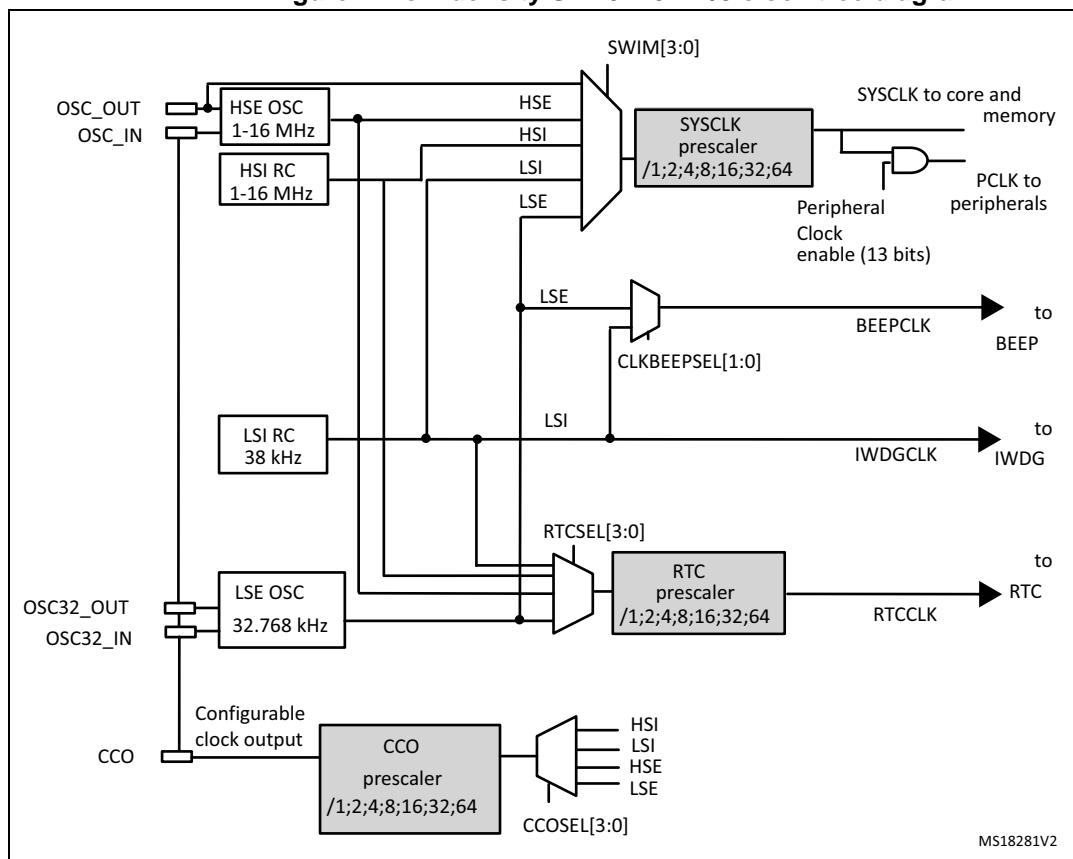 SWIM[3:0]
OSC_OUT
OSC_IN
HSE OSC
1-16 MHz
HSI RC
1-16 MHz
HSE
HSI
LSI
LSE
SYSCLK
prescaler
/1;2;4;8;16;32;64
SYSCLK to core and
memory
PCLK to
peripherals
Peripheral
Clock
enable (13 bits)
LSE
CLKBEEPSEL[1:0]
BEEPCLK
to
BEEP
LSI RC
38 kHz
LSI
IWDGCLK
to
IWDG
RTCSEL[3:0]
OSC32_OUT
OSC32_IN
LSE OSC
32.768 kHz
RTC
prescaler
/1;2;4;8;16;32;64
RTCCLK
to
RTC
Configurable
clock output
CCO
CCO
prescaler
/1;2;4;8;16;32;64
HSI
LSI
HSE
LSE
CCOSEL[3:0]
MS18281V2